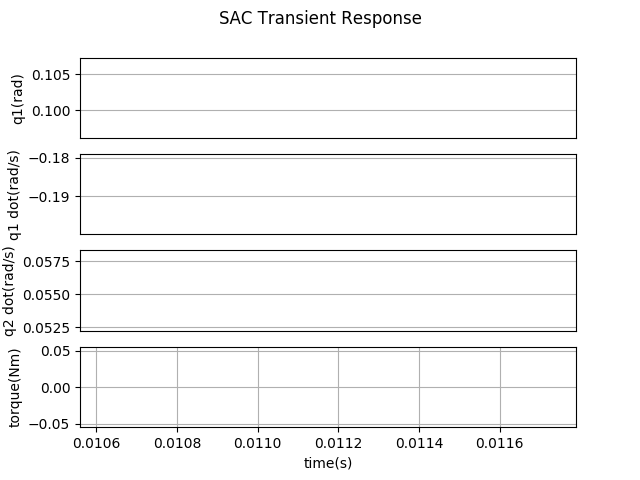 SAC Transient Response
q1(rad)
0.105
0.100
q1 dot(rad/s)
−0.18
−0.19
q2 dot(rad/s)
0.0575
0.0550
0.0525
torque(Nm)
0.05
0.00
−0.05
0.0106 0.0108 0.0110 0.0112 0.0114 0.0116
time(s)